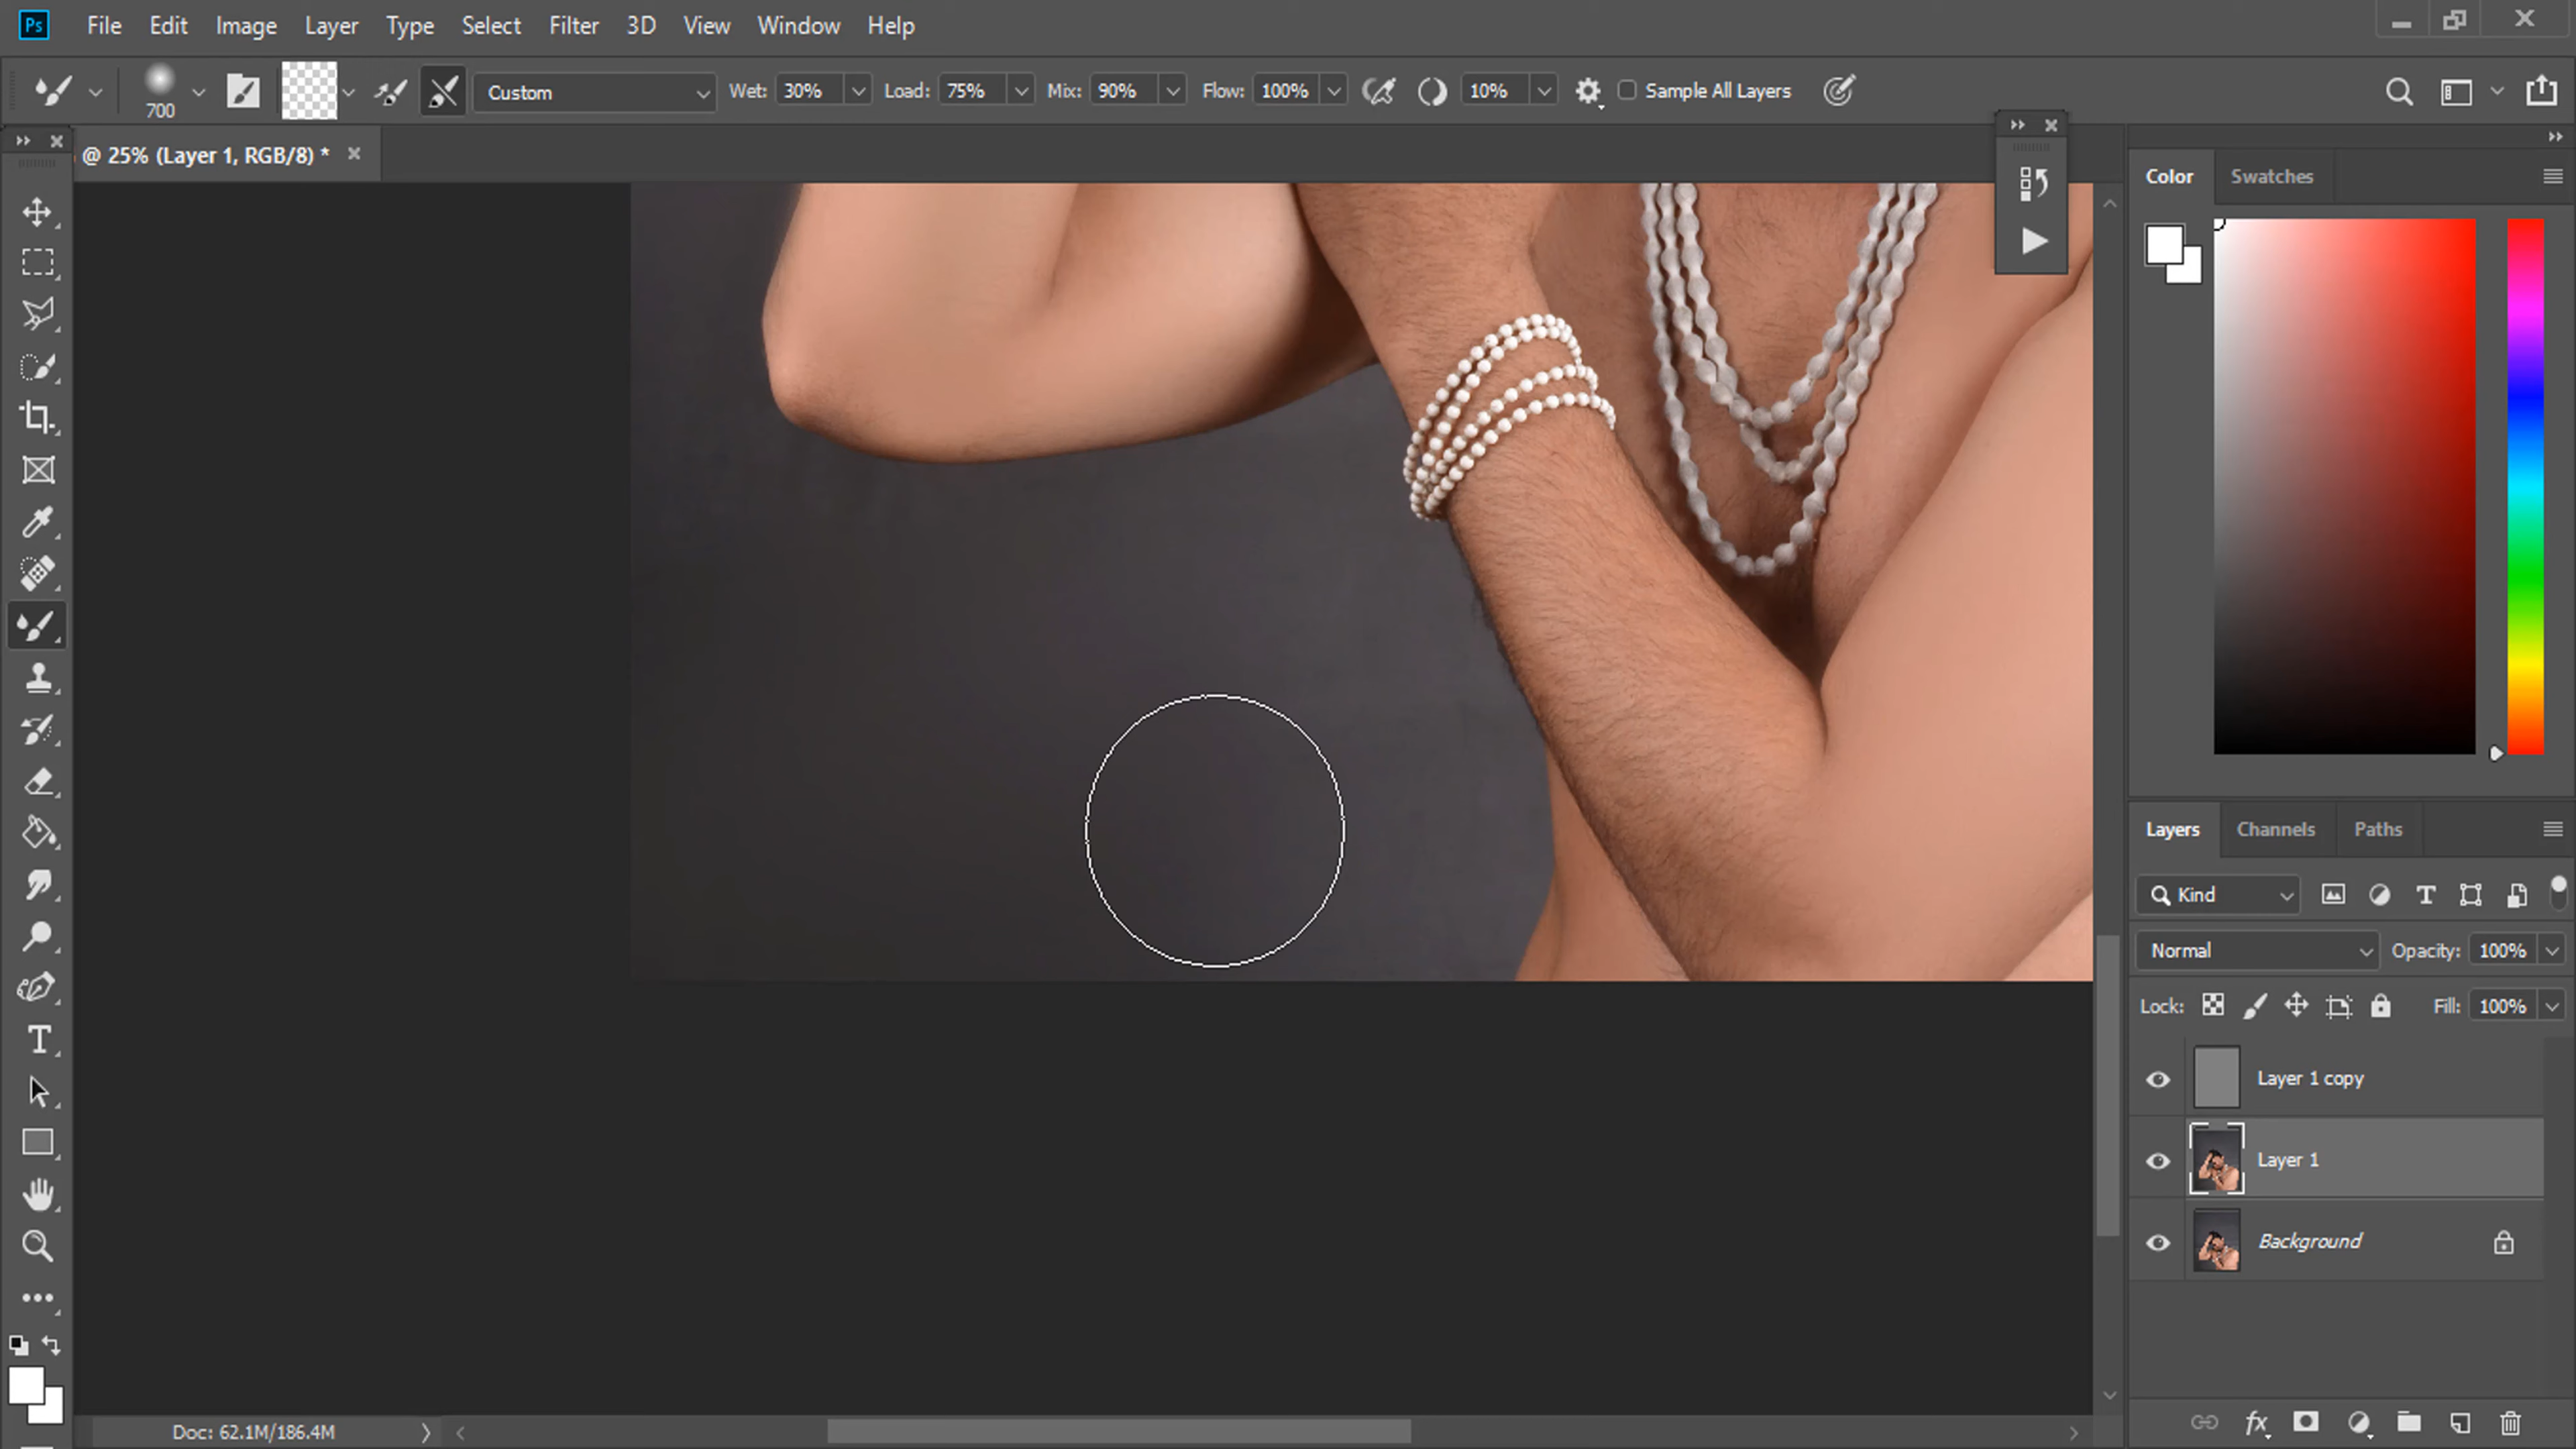 Ps File Edit Image Layer Type Select Filter 3D View Window Help
700 Custom Wet: 30% Load: 75% Mix: 90% Flow: 100% 10% Sample All Layers
@ 25% (Layer 1, RGB/8) *
Color Swatches
Layers Channels Paths
Kind
Normal Opacity: 100%
Lock: Fill: 100%
Layer 1 copy
Layer 1
Background
Doc: 62.1M/186.4M
fx